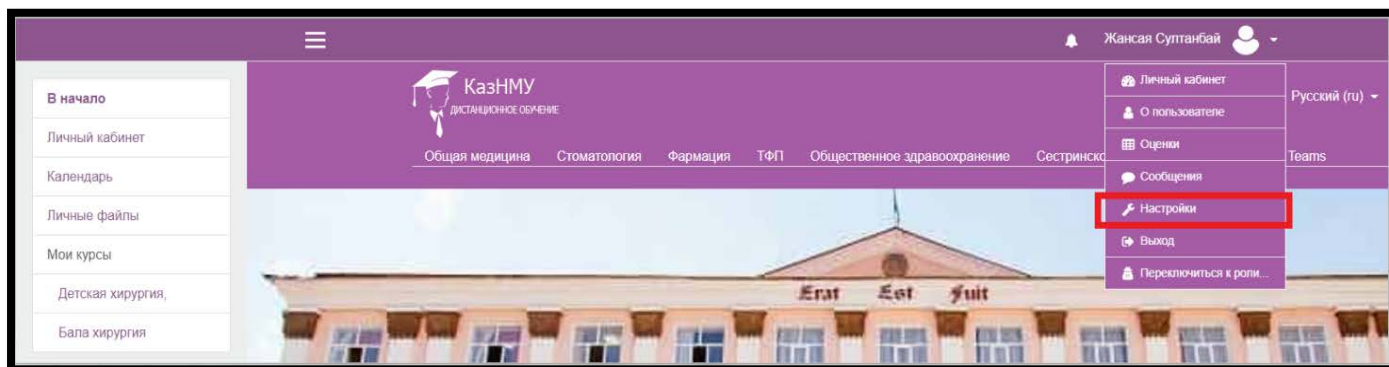 Жансая Султанбай
В начало
Личный кабинет
Календарь
Личные файлы
Мои курсы
Детская хирургия,
Бала хирургия
КазНМУ
ДИСТАНЦИОННОЕ ОБУЧЕНИЕ
Русский (ru)
Общая медицина Стоматология Фармация ТФП Общественное здравоохранение Сестринско Teams
Личный кабинет
О пользователе
Оценки
Сообщения
Настройки
Выход
Переключиться к роли...
Erat Est Fuit